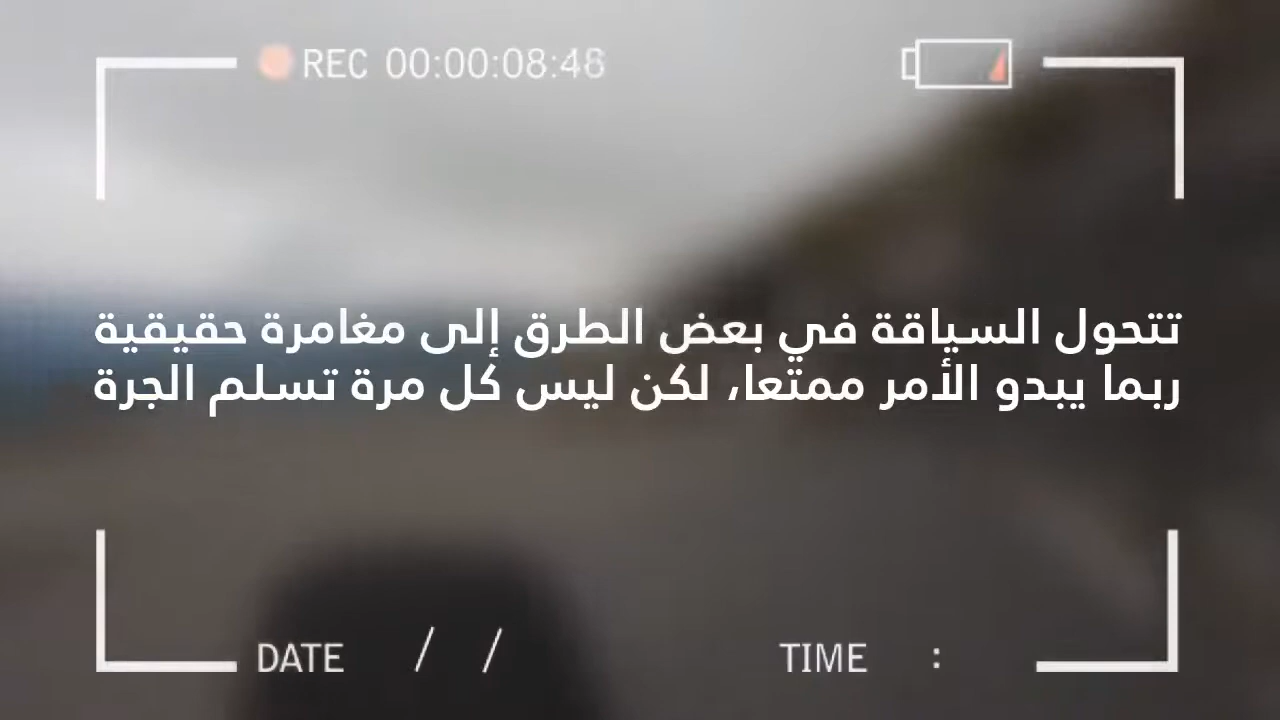 REC 00:00:08:48
تتحول السياقة في بعض الطرق إلى مغامرة حقيقية
ربما يبدو الأمر ممتعا، لكن ليس كل مرة تسلم الجرة
DATE / /
TIME :